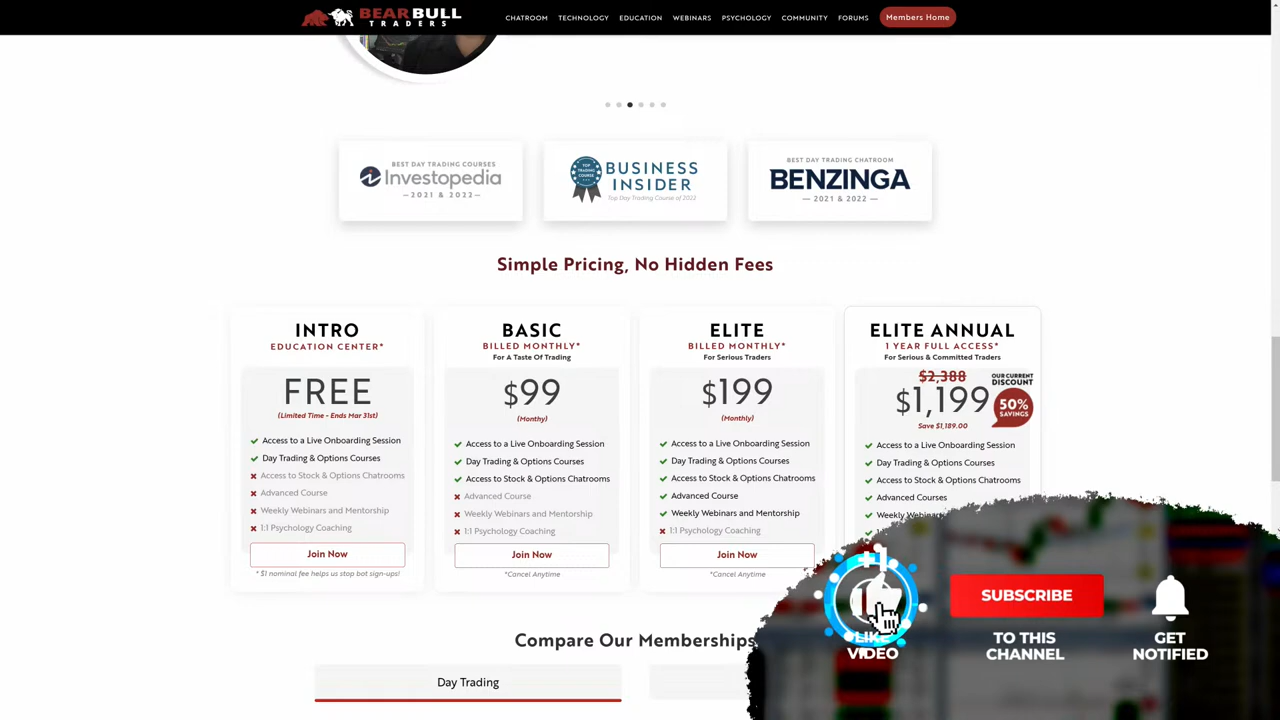 BEAR BULL
TRADERS
CHATROOM TECHNOLOGY EDUCATION WEBINARS PSYCHOLOGY COMMUNITY FORUMS Members Home
BEST DAY TRADING COURSES
Investopedia
— 2021 & 2022 —
TOP TRADING COURSE
BUSINESS
INSIDER
Top Day Trading Course of 2022
BEST DAY TRADING CHATROOM
BENZINGA
— 2021 & 2022 —
Simple Pricing, No Hidden Fees
INTRO
EDUCATION CENTER*
FREE
(Limited Time - Ends Mar 31st)
Access to a Live Onboarding Session
Day Trading & Options Courses
Access to Stock & Options Chatrooms
Advanced Course
Weekly Webinars and Mentorship
1:1 Psychology Coaching
Join Now
* $1 nominal fee helps us stop bot sign-ups!
BASIC
BILLED MONTHLY*
For A Taste Of Trading
$99
(Monthy)
Access to a Live Onboarding Session
Day Trading & Options Courses
Access to Stock & Options Chatrooms
Advanced Course
Weekly Webinars and Mentorship
1:1 Psychology Coaching
Join Now
*Cancel Anytime
ELITE
BILLED MONTHLY*
For Serious Traders
$199
(Monthly)
Access to a Live Onboarding Session
Day Trading & Options Courses
Access to Stock & Options Chatrooms
Advanced Course
Weekly Webinars and Mentorship
1:1 Psychology Coaching
Join Now
*Cancel Anytime
ELITE ANNUAL
1 YEAR FULL ACCESS*
For Serious & Committed Traders
$2,388
$1,199
OUR CURRENT
DISCOUNT
50%
SAVINGS
Save $1,189.00
Access to a Live Onboarding Session
Day Trading & Options Courses
Access to Stock & Options Chatrooms
Advanced Courses
Weekly
Compare Our Memberships
Day Trading
+1
LIKE
VIDEO
SUBSCRIBE
TO THIS
CHANNEL
GET
NOTIFIED